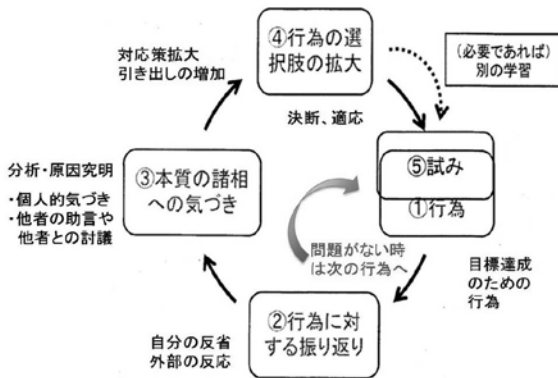 ④行為の選
択肢の拡大
対応策拡大
引き出しの増加
(必要であれば)
別の学習
決断、適応
分析・原因究明
・個人的気づき
・他者の助言や
他者との討議
③本質の諸相
への気づき
⑤試み
①行為
問題がない時
は次の行為へ
目標達成
のための
行為
②行為に対
する振り返り
自分の反省
外部の反応